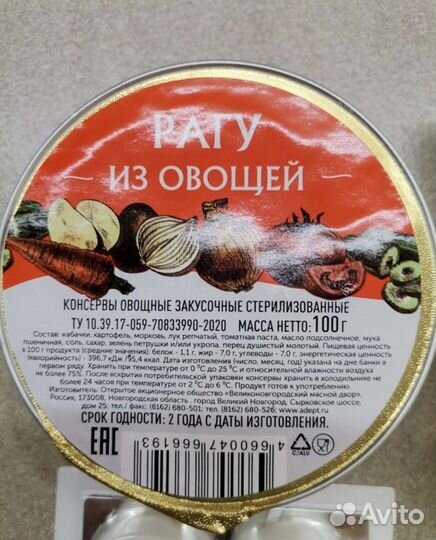 РАГУ
ИЗ ОВОЩЕЙ
КОНСЕРВЫ ОВОЩНЫЕ ЗАКУСОЧНЫЕ СТЕРИЛИЗОВАННЫЕ
ТУ 10.39.17-059-70833990-2020 МАССА НЕТТО: 100 Г
Состав: кабачки, картофель, морковь, лук репчатый, томатная паста, масло подсолнечное, мука
пшеничная, соль, сахар, зелень петрушки и/или укропа, перец душистый молотый. Пищевая ценность
в 100 г продукта (средние значения): белок - 1,1 г, жир - 7,0 г, углеводы - 7,0 г, энергетическая ценность
(калорийность) - 396,7 кДж /95,4 ккал. Дата изготовления (число, месяц, год) указана на дне банки в
первом ряду. Хранить при температуре от 0 °С до 25 °С и относительной влажности воздуха
не более 75%. После вскрытия потребительской упаковки консервы хранить в холодильнике не
более 24 часов при температуре от 2 °С до 6 °С. Продукт готов к употреблению.
Изготовитель: Открытое акционерное общество «Великоновгородский мясной двор».
Россия, 173008, Новгородская область, город Великий Новгород, Сырковское шоссе,
дом 25, тел./ факс: (8162) 680-501, тел. (8162) 680-526; www.adept.ru
СРОК ГОДНОСТИ: 2 ГОДА С ДАТЫ ИЗГОТОВЛЕНИЯ.
ЕАС
4 660047 666193
C/ALU
Avito